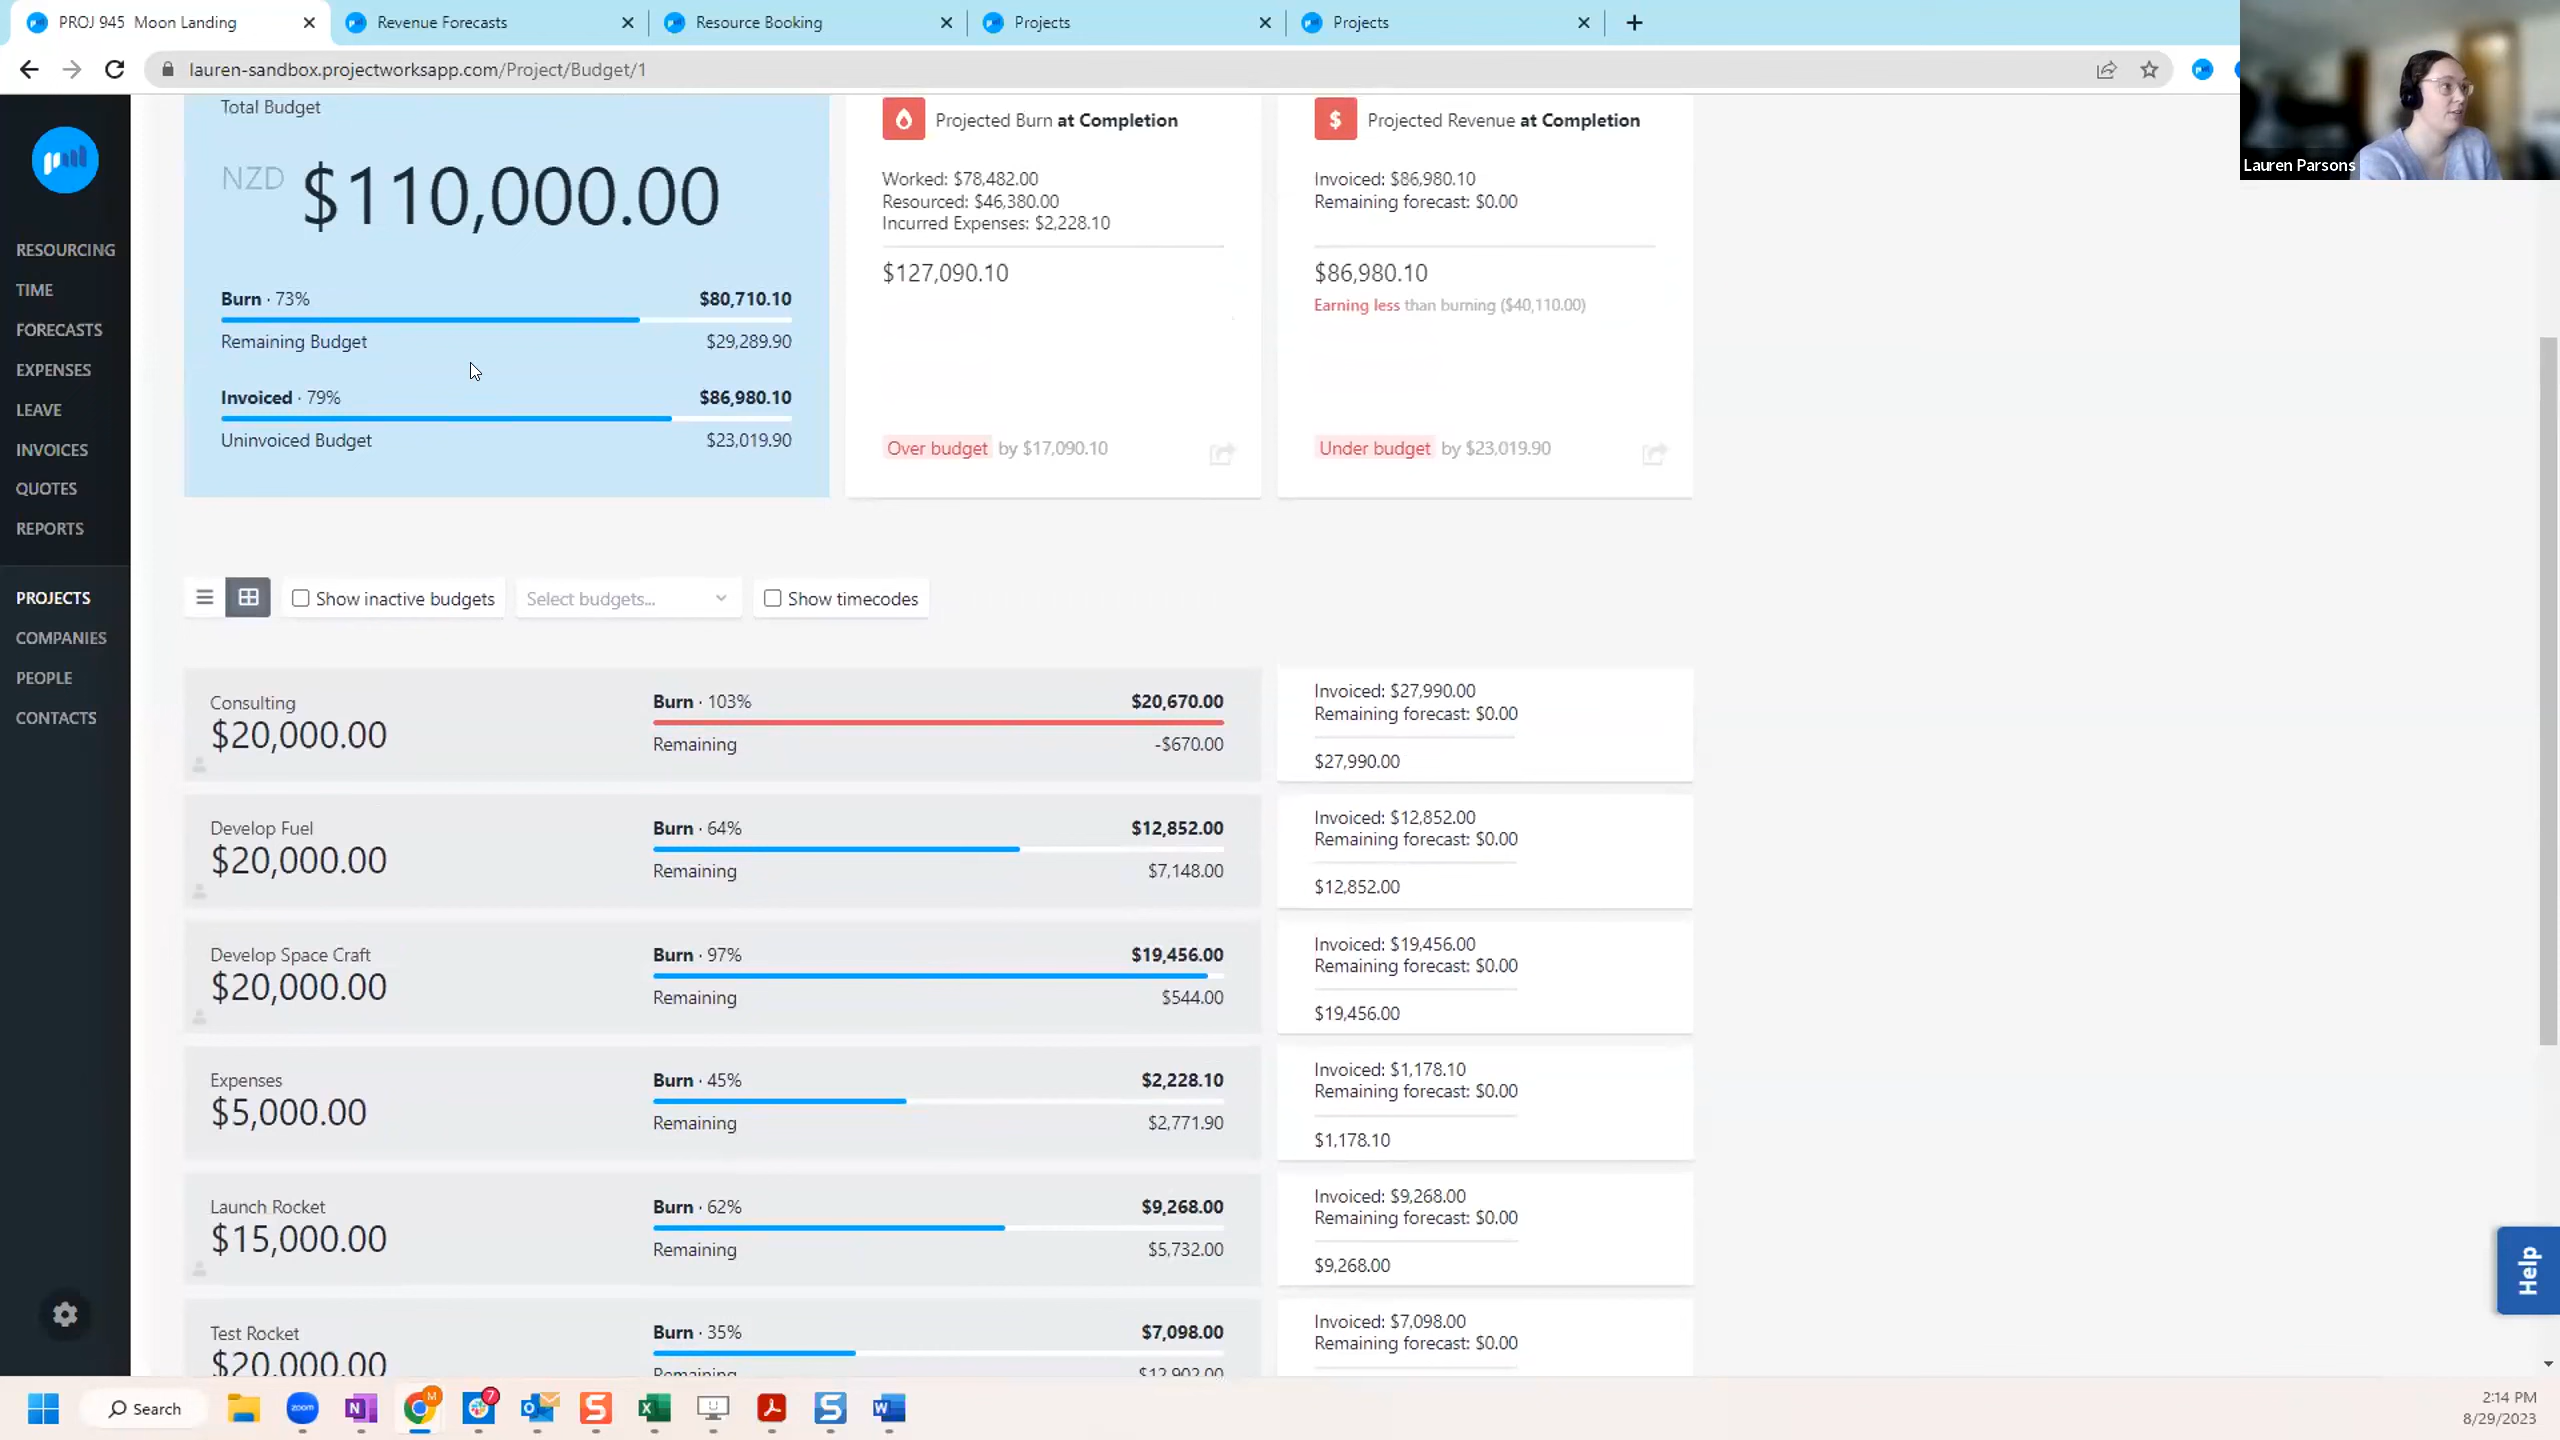 PROJ 945 Moon Landing
Revenue Forecasts
Resource Booking
Projects
Projects
lauren-sandbox.projectworksapp.com/Project/Budget/1
Lauren Parsons
RESOURCING
TIME
FORECASTS
EXPENSES
LEAVE
INVOICES
QUOTES
REPORTS
PROJECTS
COMPANIES
PEOPLE
CONTACTS
Total Budget
NZD $110,000.00
Burn · 73% $80,710.10
Remaining Budget $29,289.90
Invoiced · 79% $86,980.10
Uninvoiced Budget $23,019.90
Projected Burn at Completion
Worked: $78,482.00
Resourced: $46,380.00
Incurred Expenses: $2,228.10
$127,090.10
Over budget by $17,090.10
$ Projected Revenue at Completion
Invoiced: $86,980.10
Remaining forecast: $0.00
$86,980.10
Earning less than burning ($40,110.00)
Under budget by $23,019.90
Show inactive budgets
Select budgets...
Show timecodes
Consulting
$20,000.00
Burn · 103% $20,670.00
Remaining -$670.00
Invoiced: $27,990.00
Remaining forecast: $0.00
$27,990.00
Develop Fuel
$20,000.00
Burn · 64% $12,852.00
Remaining $7,148.00
Invoiced: $12,852.00
Remaining forecast: $0.00
$12,852.00
Develop Space Craft
$20,000.00
Burn · 97% $19,456.00
Remaining $544.00
Invoiced: $19,456.00
Remaining forecast: $0.00
$19,456.00
Expenses
$5,000.00
Burn · 45% $2,228.10
Remaining $2,771.90
Invoiced: $1,178.10
Remaining forecast: $0.00
$1,178.10
Launch Rocket
$15,000.00
Burn · 62% $9,268.00
Remaining $5,732.00
Invoiced: $9,268.00
Remaining forecast: $0.00
$9,268.00
Test Rocket
$20,000.00
Burn · 35% $7,098.00
Remaining $12,902.00
Invoiced: $7,098.00
Remaining forecast: $0.00
Help
Search
zoom
M
7
2:14 PM
8/29/2023